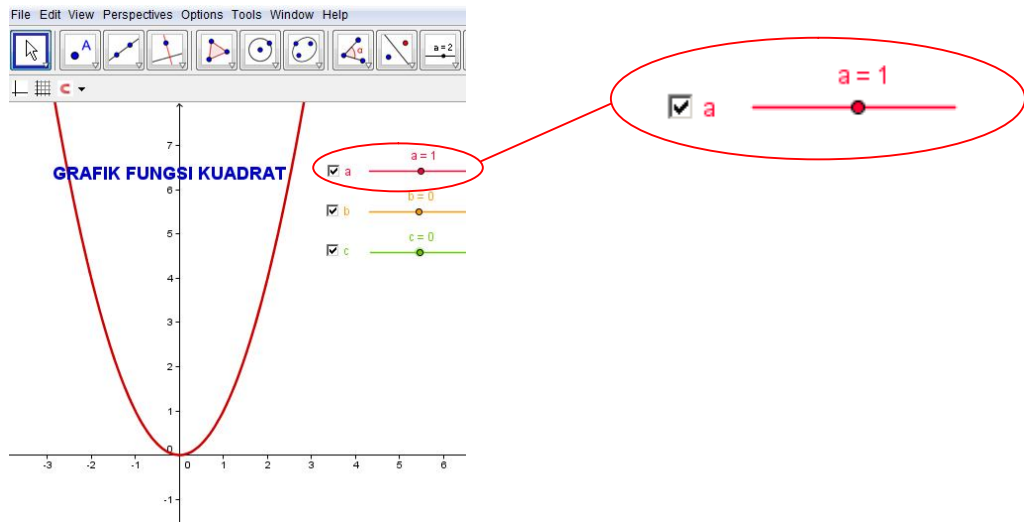 File Edit View Perspectives Options Tools Window Help
A
α
a = 2
a = 1
a
GRAFIK FUNGSI KUADRAT
a = 1
a
b = 0
b
c = 0
c
7
6
5
4
3
2
1
0
-1
-3 -2 -1 0 1 2 3 4 5 6